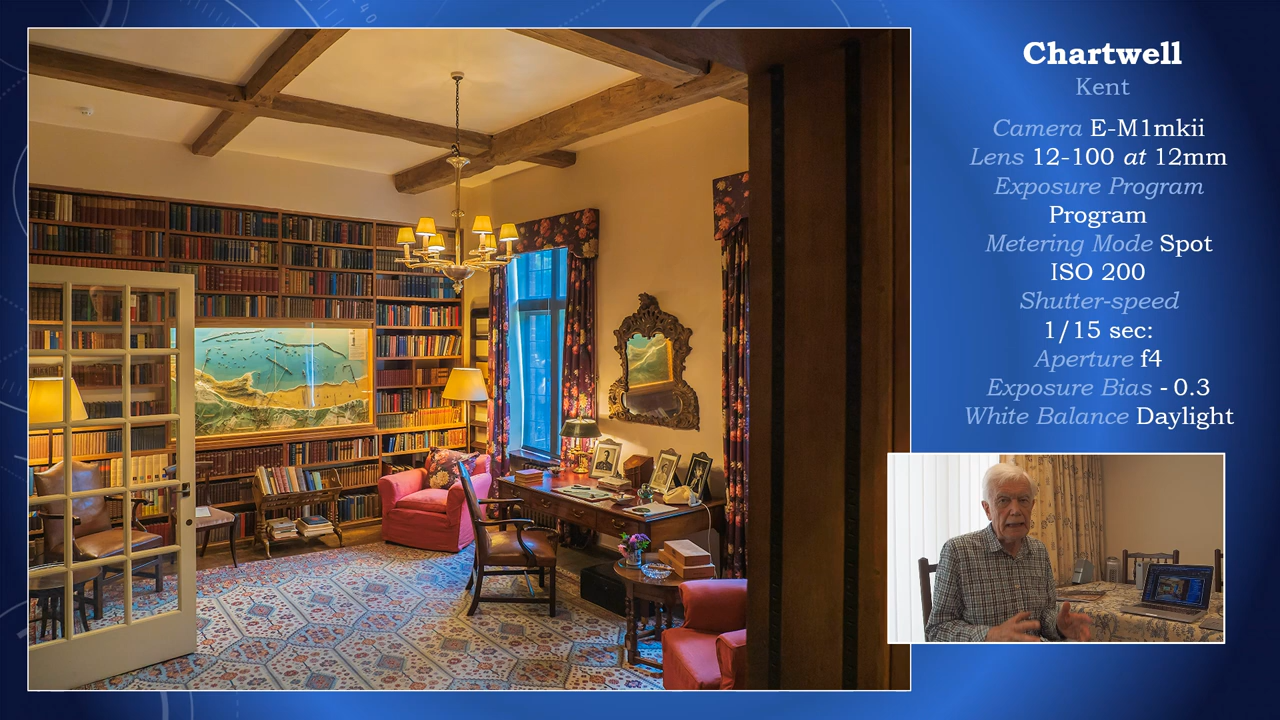 Chartwell
Kent
Camera E-M1mkii
Lens 12-100 at 12mm
Exposure Program
Program
Metering Mode Spot
ISO 200
Shutter-speed
1/15 sec:
Aperture f4
Exposure Bias - 0.3
White Balance Daylight